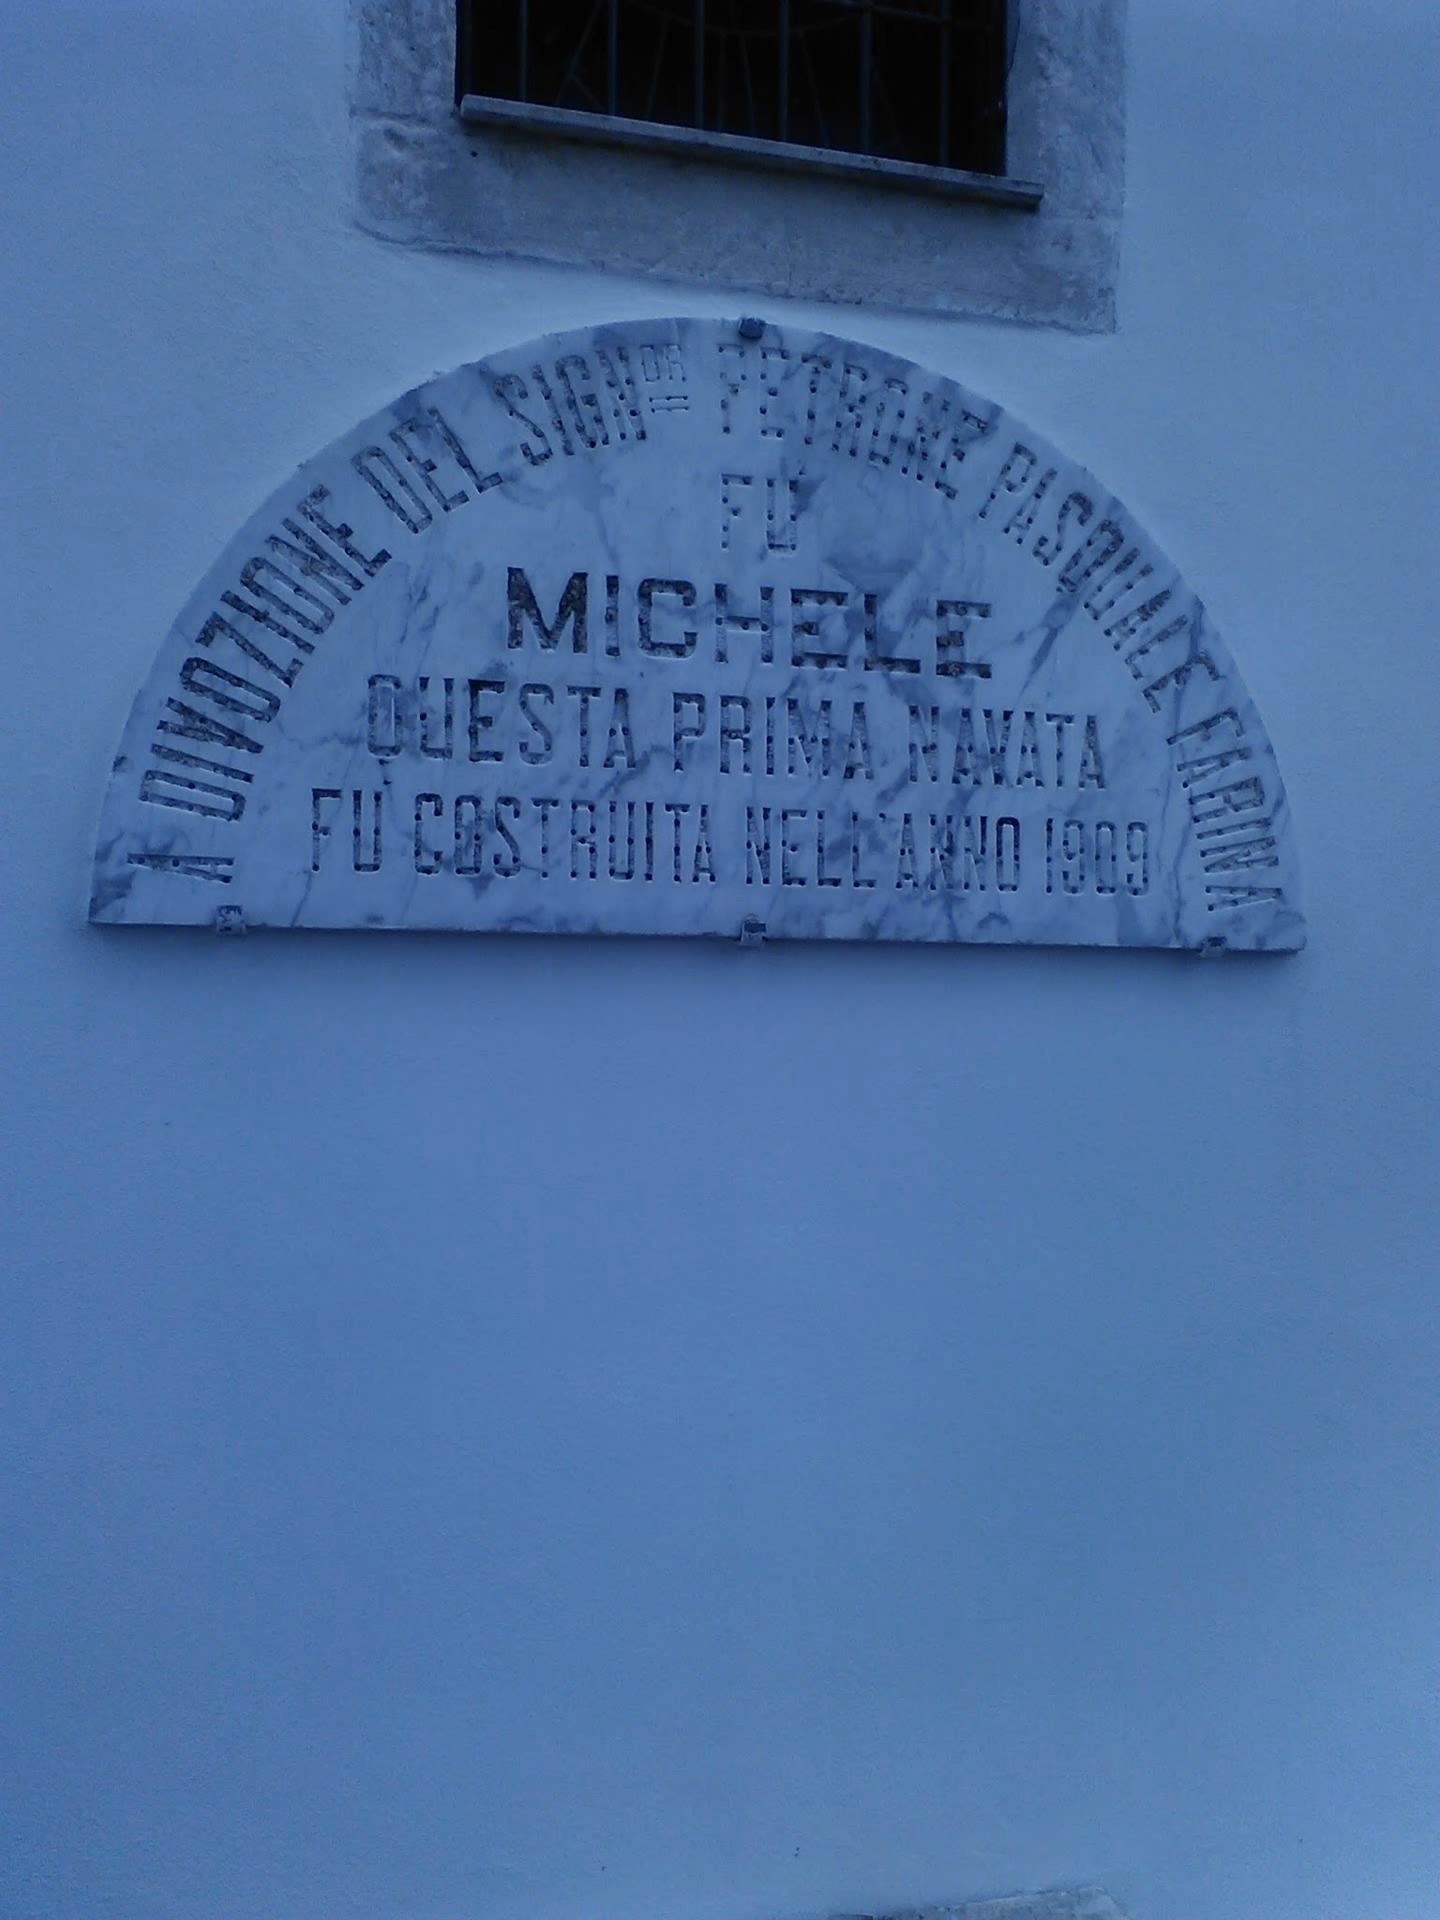 A DIVOZIONE DEL SIGN.OR PETRONE PASQUALE FARINA
FU
MICHELE
QUESTA PRIMA NAVATA
FU COSTRUITA NELL'ANNO 1909